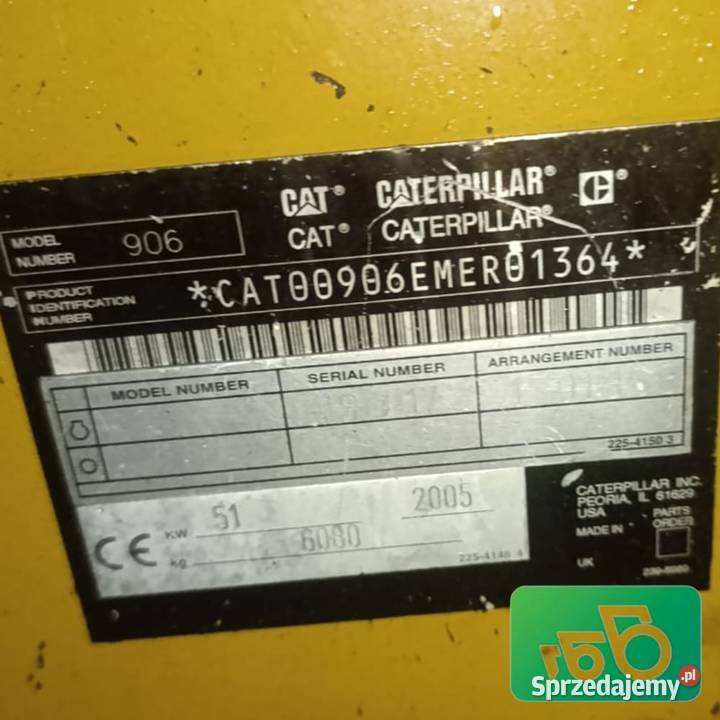 CAT® CATERPILLAR® C®
CAT® CATERPILLAR®
MODEL NUMBER 906
PRODUCT IDENTIFICATION NUMBER *CAT00906EMER01364*
MODEL NUMBER SERIAL NUMBER ARRANGEMENT NUMBER
225-4150 3
CE KW 51 2005
kg 6080
225-4148 4
CATERPILLAR INC.
PEORIA, IL 61629
USA PARTS
MADE IN ORDER
UK
Sprzedajemy.pl